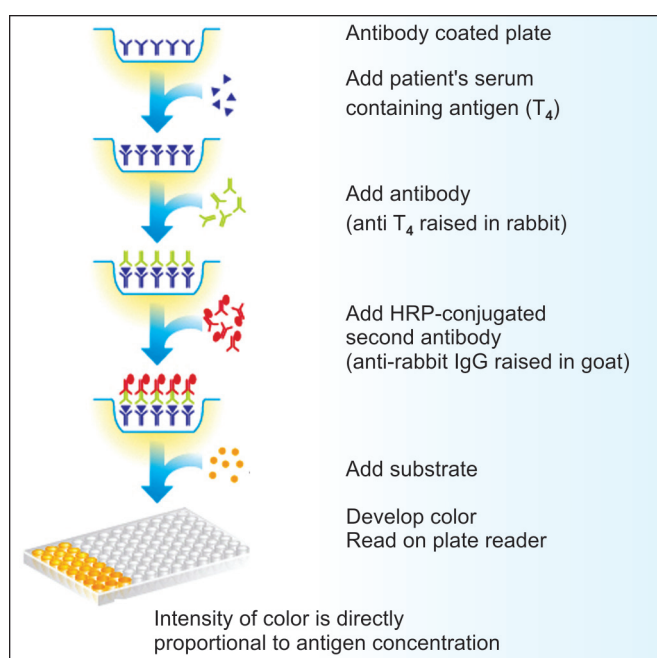 Antibody coated plate
Add patient's serum
containing antigen (T₄)
Add antibody
(anti T₄ raised in rabbit)
Add HRP-conjugated
second antibody
(anti-rabbit IgG raised in goat)
Add substrate
Develop color
Read on plate reader
Intensity of color is directly
proportional to antigen concentration